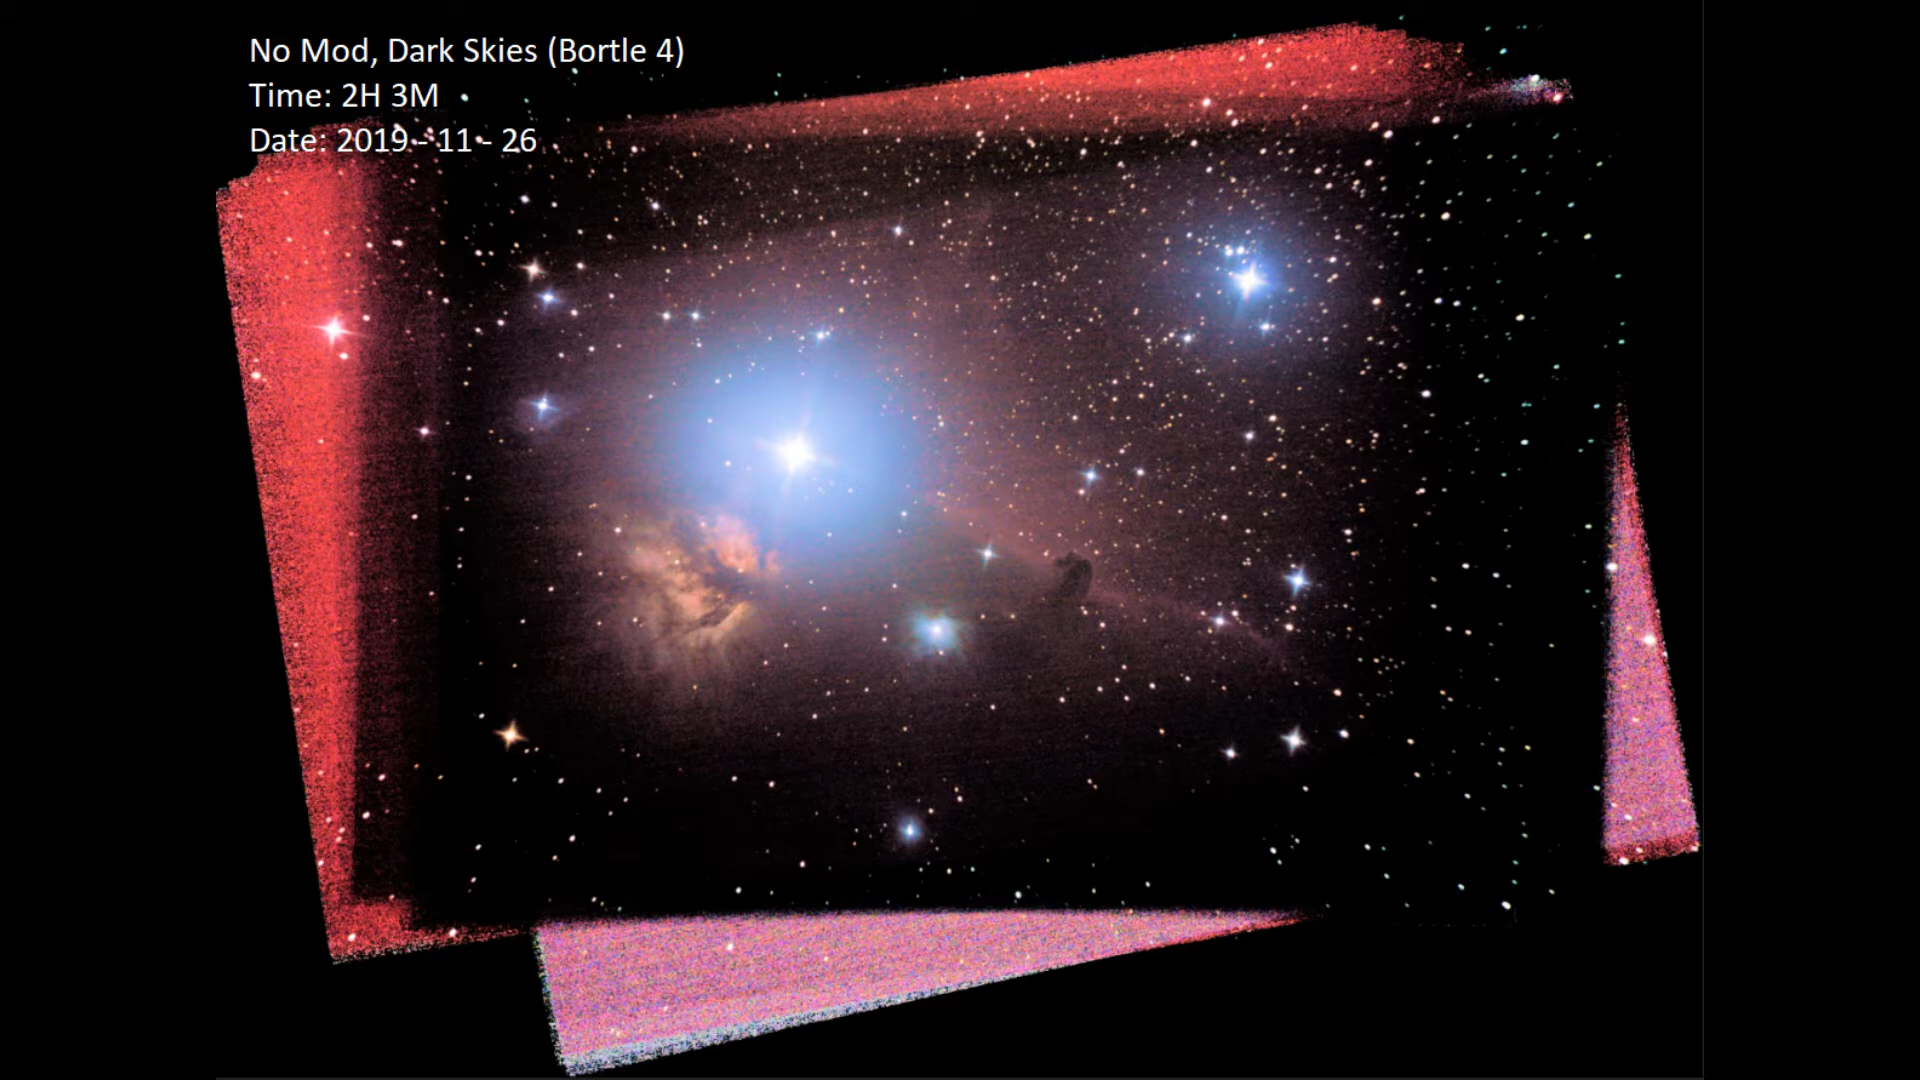 No Mod, Dark Skies (Bortle 4)
Time: 2H 3M
Date: 2019 - 11 - 26